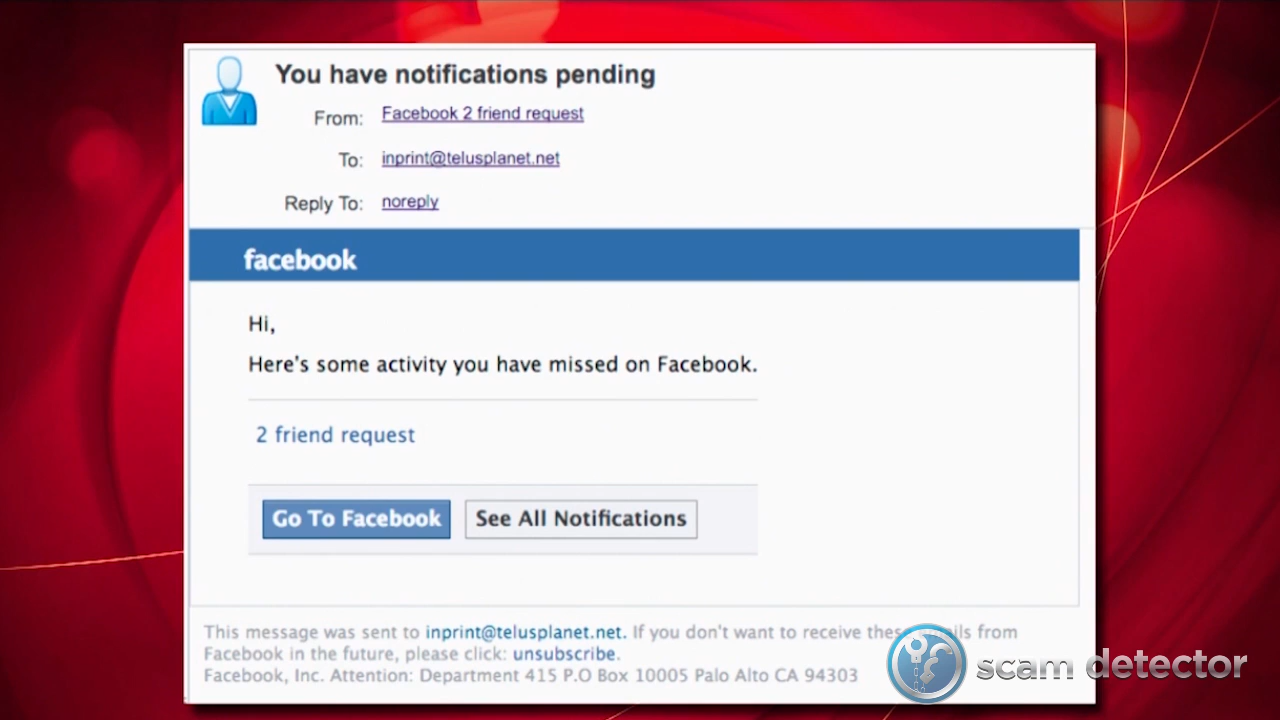 You have notifications pending
From: Facebook 2 friend request
To: inprint@telusplanet.net
Reply To: noreply
facebook
Hi,
Here's some activity you have missed on Facebook.
2 friend request
Go To Facebook See All Notifications
This message was sent to inprint@telusplanet.net. If you don't want to receive from
Facebook in the future, please click: unsubscribe.
Facebook, Inc. Attention: Department 415 P.O Box 10005 Palo Alto CA 94303
scam detector